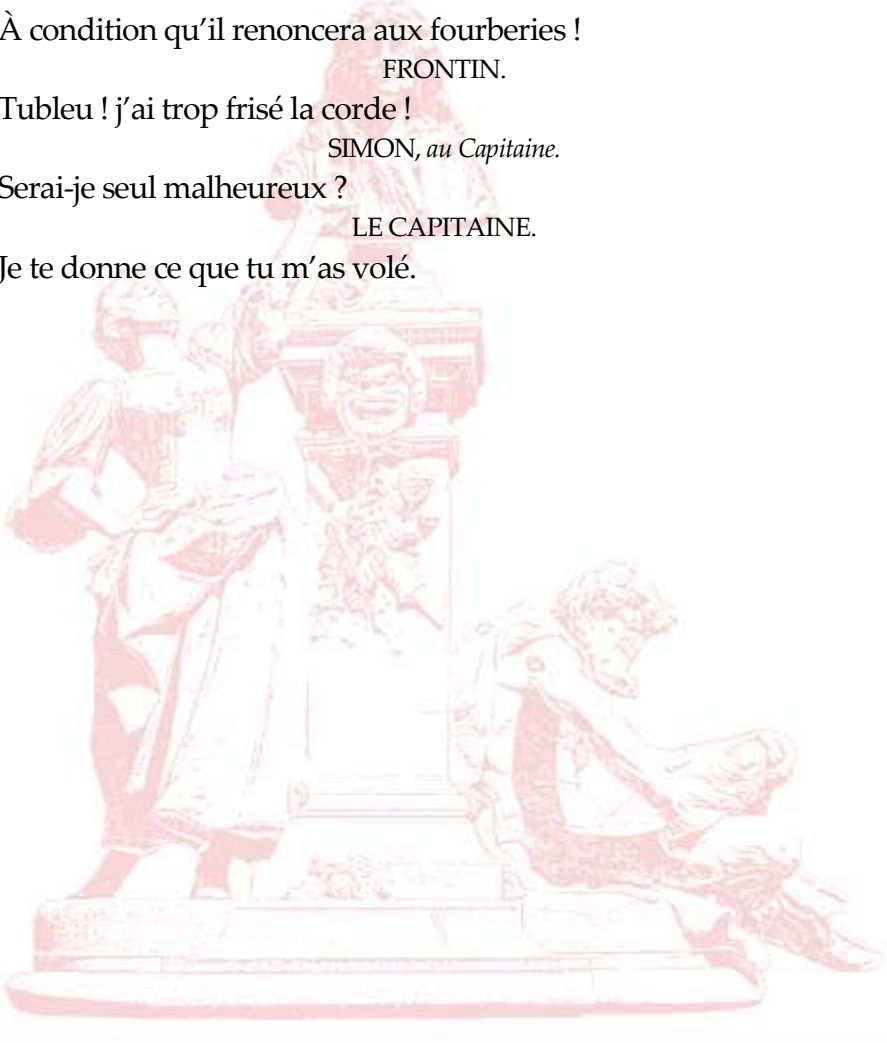 À condition qu’il renoncera aux fourberies !
FRONTIN.
Tubleu ! j’ai trop frisé la corde !
SIMON, au Capitaine.
Serai-je seul malheureux ?
LE CAPITAINE.
Je te donne ce que tu m’as volé.